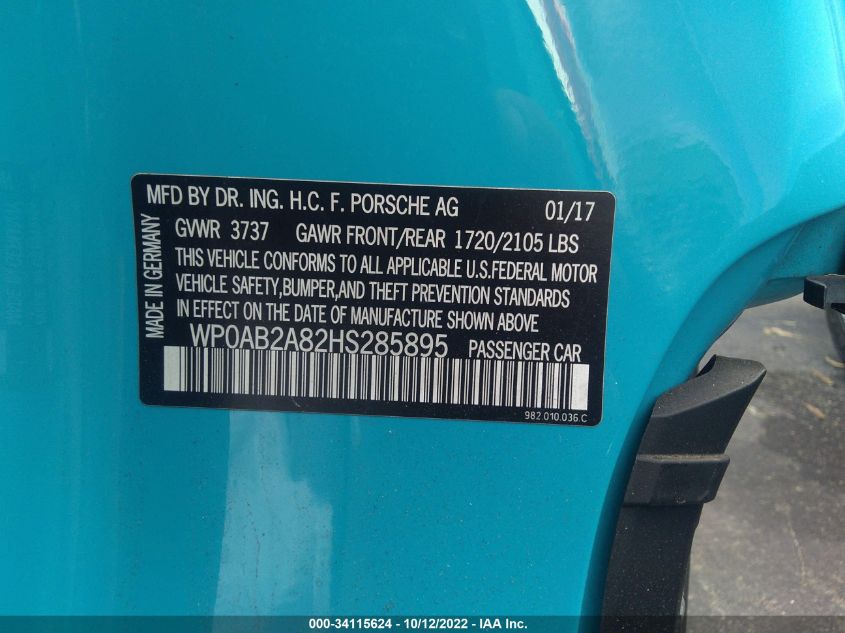 MFD BY DR. ING. H.C. F. PORSCHE AG 01/17
GVWR 3737 GAWR FRONT/REAR 1720/2105 LBS
THIS VEHICLE CONFORMS TO ALL APPLICABLE U.S.FEDERAL MOTOR
VEHICLE SAFETY,BUMPER,AND THEFT PREVENTION STANDARDS
IN EFFECT ON THE DATE OF MANUFACTURE SHOWN ABOVE
WP0AB2A82HS285895 PASSENGER CAR
982.010.036 C
MADE IN GERMANY
000-34115624 - 10/12/2022 - IAA Inc.